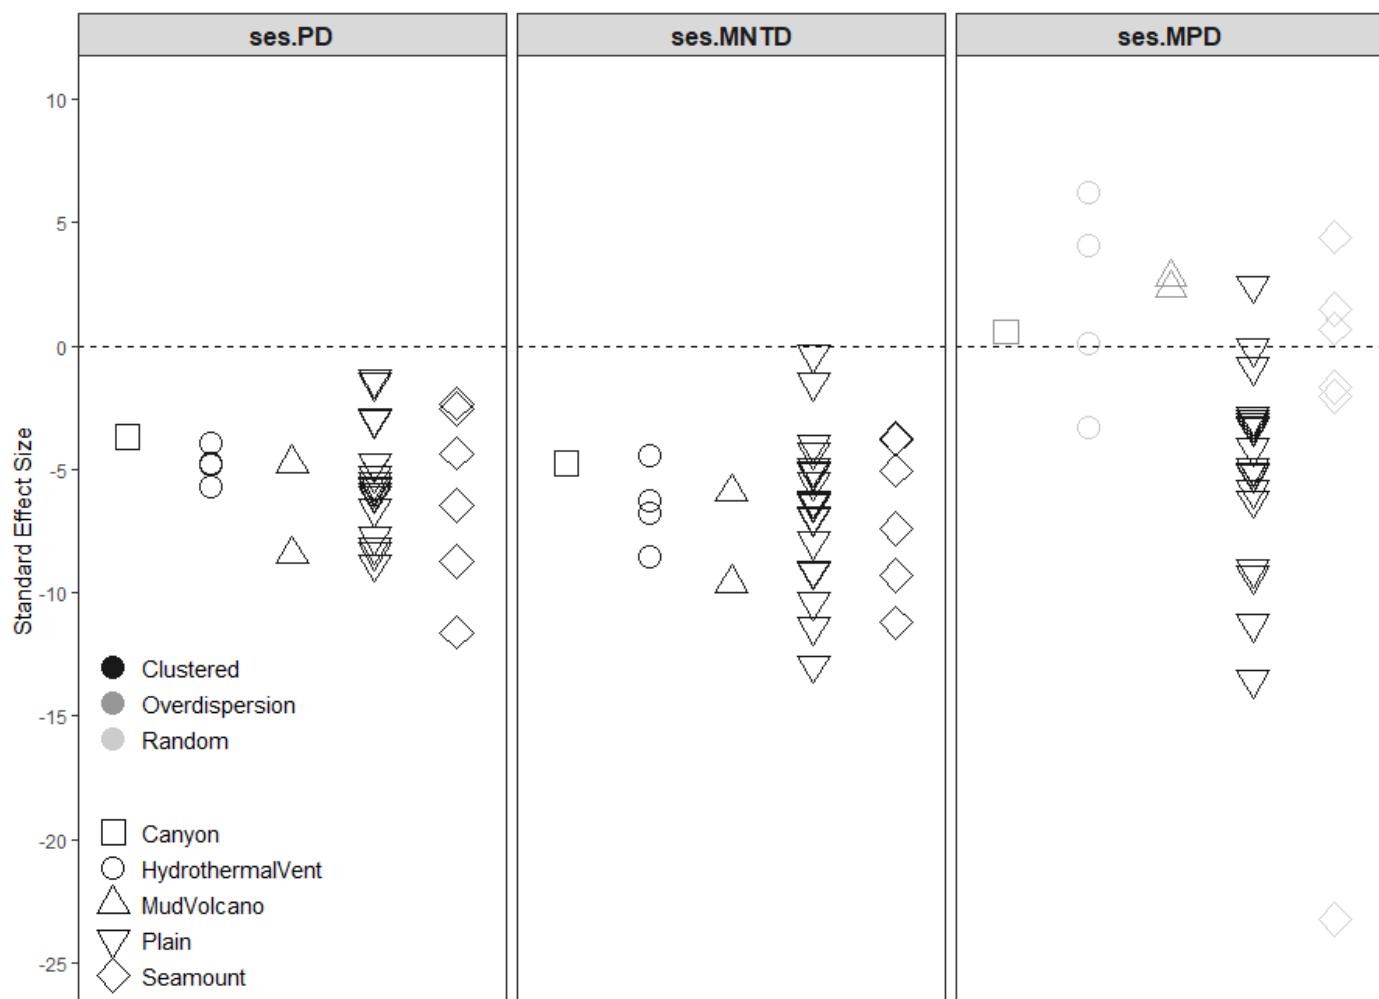 ses.PD
ses.MNTD
ses.MPD
Standard Effect Size
10
5
0
-5
-10
-15
-20
-25
Clustered
Overdispersion
Random
Canyon
HydrothermalVent
MudVolcano
Plain
Seamount